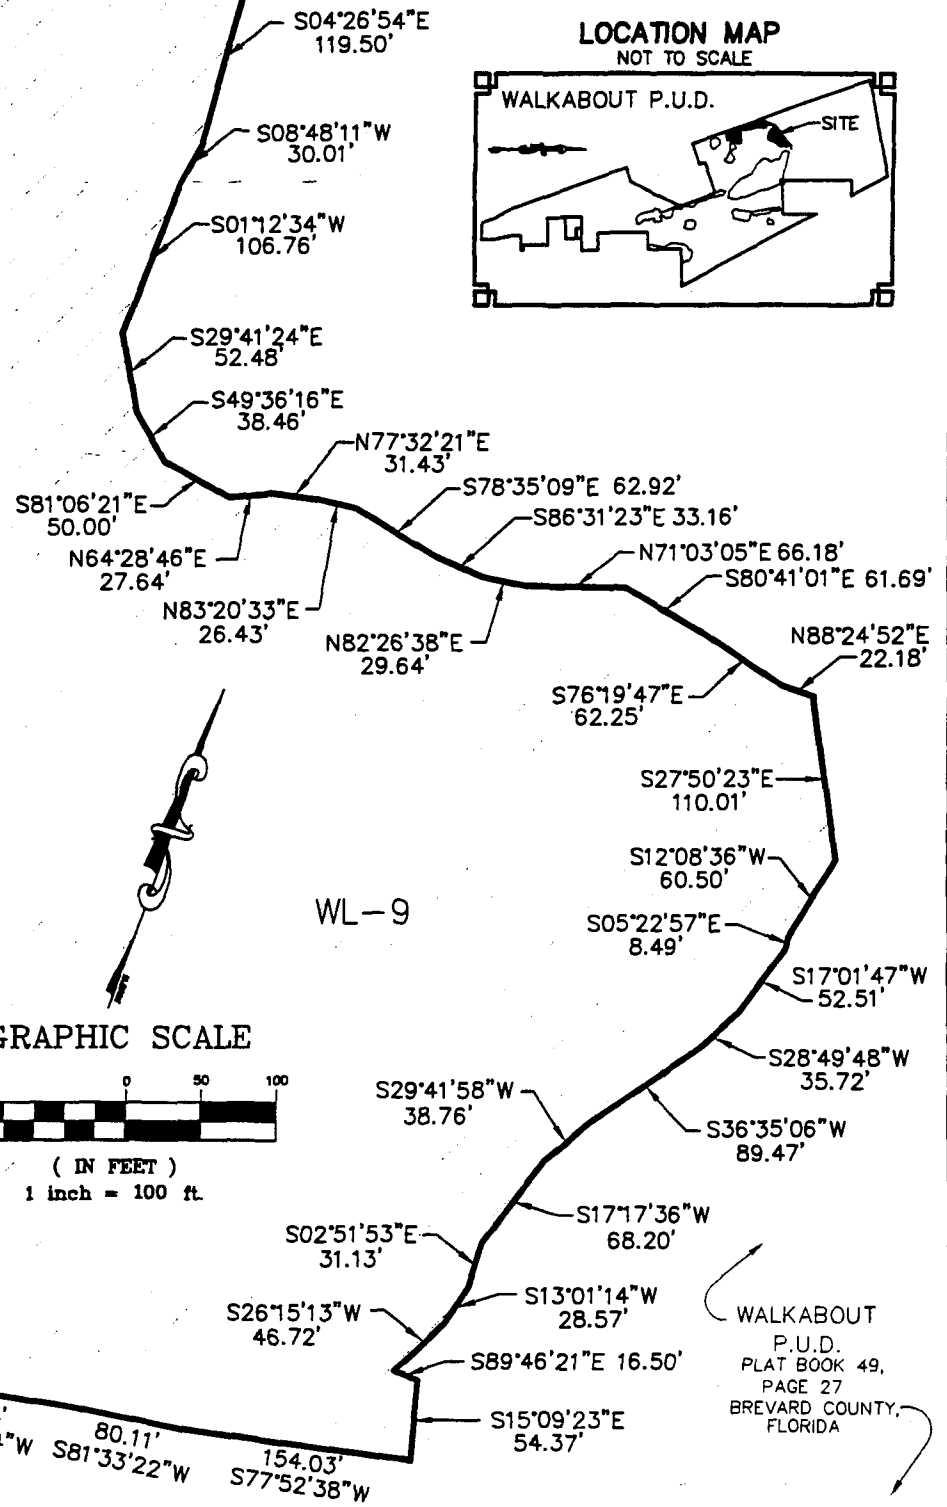 S04°26'54"E
119.50'
LOCATION MAP
NOT TO SCALE
WALKABOUT P.U.D.
SITE
S08°48'11"W
30.01'
S01°12'34"W
106.76'
S29°41'24"E
52.48'
S49°36'16"E
38.46'
N77°32'21"E
31.43'
S78°35'09"E 62.92'
S81°06'21"E
50.00'
S86°31'23"E 33.16'
N64°28'46"E
27.64'
N71°03'05"E 66.18'
S80°41'01"E 61.69'
N83°20'33"E
26.43'
N82°26'38"E
29.64'
N88°24'52"E
22.18'
S76°19'47"E
62.25'
S27°50'23"E
110.01'
S12°08'36"W
60.50'
WL-9
S05°22'57"E
8.49'
S17°01'47"W
52.51'
GRAPHIC SCALE
0 50 100
( IN FEET )
1 inch = 100 ft.
S28°49'48"W
35.72'
S29°41'58"W
38.76'
S36°35'06"W
89.47'
S17°17'36"W
68.20'
S02°51'53"E
31.13'
S13°01'14"W
28.57'
S26°15'13"W
46.72'
WALKABOUT
P.U.D.
PLAT BOOK 49,
PAGE 27
BREVARD COUNTY,
FLORIDA
S89°46'21"E 16.50'
S15°09'23"E
54.37'
"W
80.11'
S81°33'22"W
154.03'
S77°52'38"W